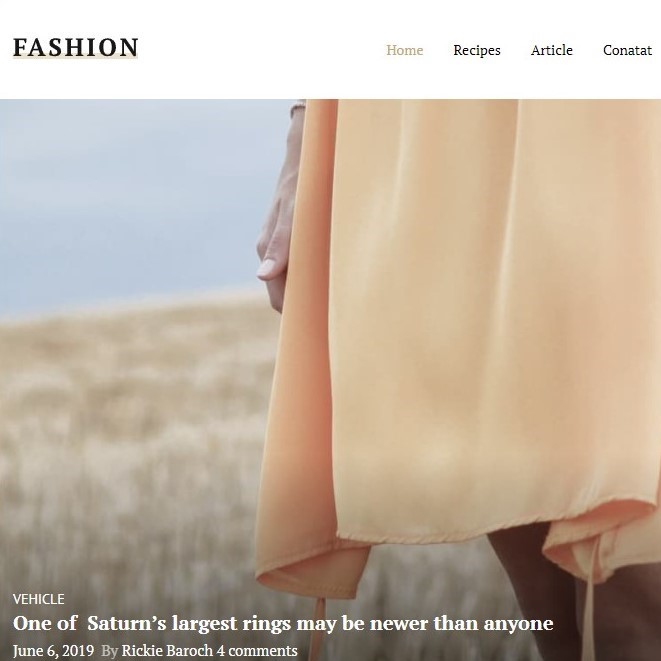 FASHION
Home Recipes Article Conatat
VEHICLE
One of Saturn's largest rings may be newer than anyone
June 6, 2019 By Rickie Baroch 4 comments